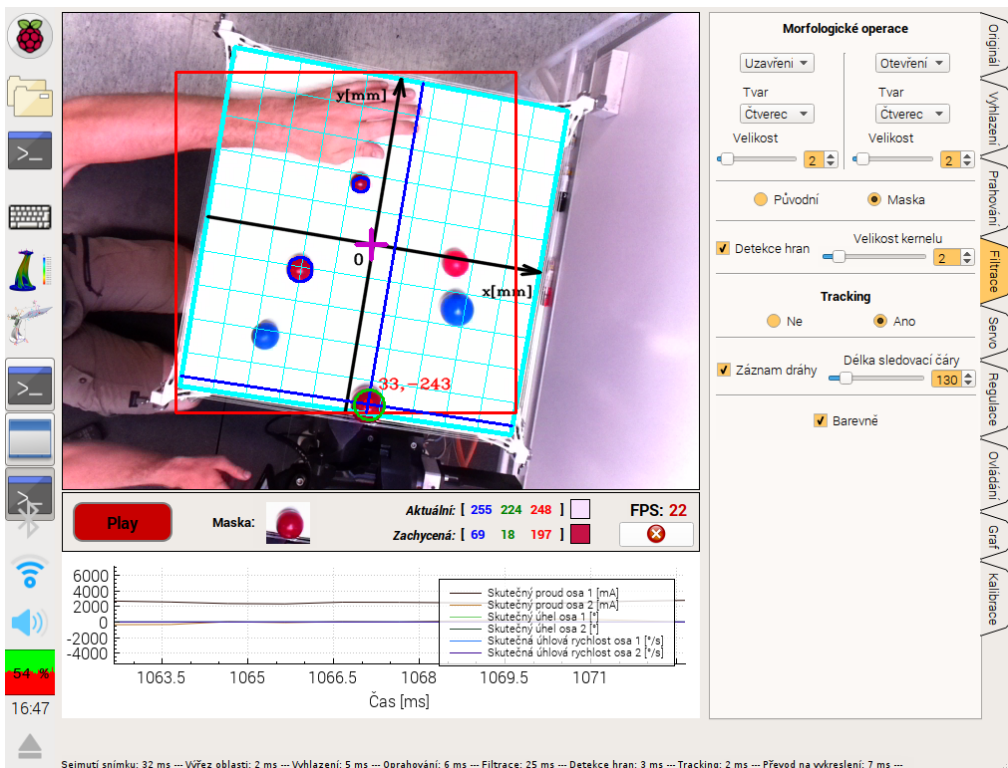 Morfologické operace
Uzavřeni Otevření
Tvar Tvar
Čtverec Čtverec
Velikost Velikost
2 2
Původní Maska
Detekce hran Velikost kernelu
2
Tracking
Ne Ano
Záznam dráhy Délka sledovací čáry
130
Barevně
Originál
Vyhlazení
Prahování
Filtrace
Servo
Regulace
Ovládání
Graf
Kalibrace
y[mm]
0
x[mm]
33,-243
Play
Maska:
Aktuální: [ 255 224 248 ]
Zachycená: [ 69 18 197 ]
FPS: 22
6000
4000
2000
0
-2000
-4000
Skutečný proud osa 1 [mA]
Skutečný proud osa 2 [mA]
Skutečný úhel osa 1 [°]
Skutečný úhel osa 2 [°]
Skutečná úhlová rychlost osa 1 [°/s]
Skutečná úhlová rychlost osa 2 [°/s]
1063.5 1065 1066.5 1068 1069.5 1071
Čas [ms]
54 %
16:47
Sejmutí snímku: 32 ms --- Výřez oblasti: 2 ms --- Vyhlazení: 5 ms --- Oprahování: 6 ms --- Filtrace: 25 ms --- Detekce hran: 3 ms --- Tracking: 2 ms --- Převod na vykreslení: 7 ms ---